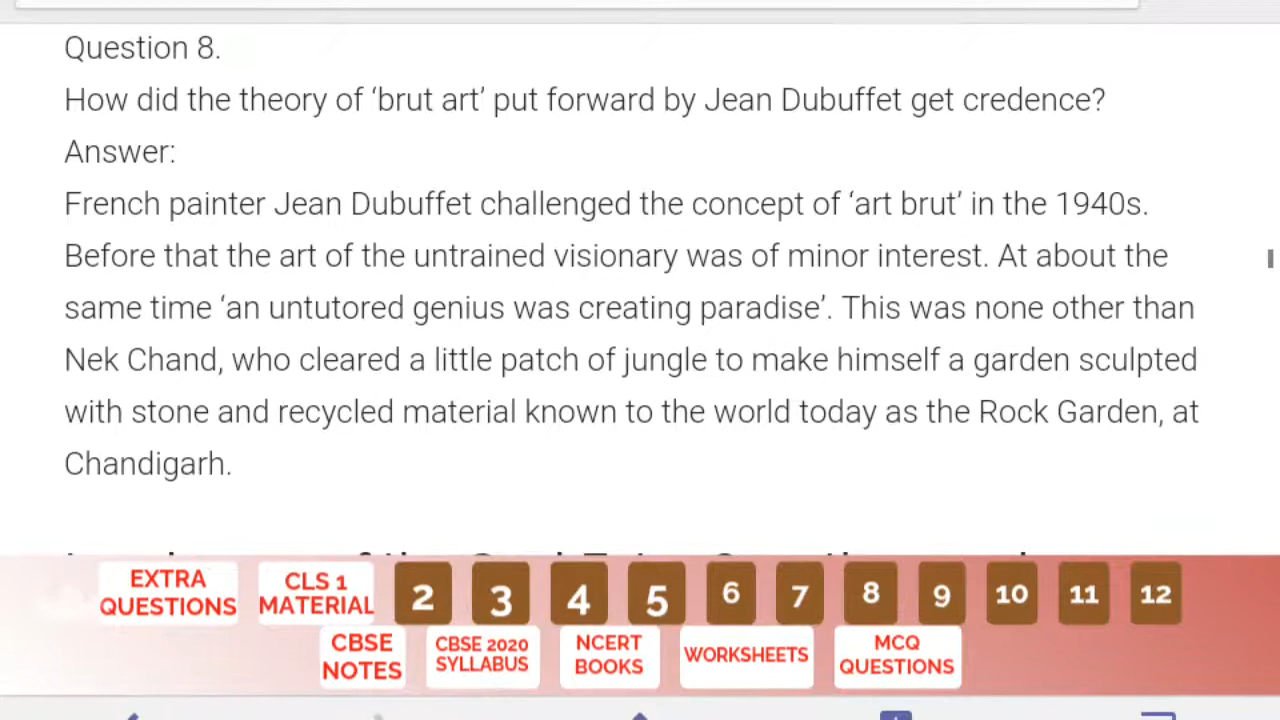 Question 8.
How did the theory of ‘brut art’ put forward by Jean Dubuffet get credence?
Answer:
French painter Jean Dubuffet challenged the concept of ‘art brut’ in the 1940s.
Before that the art of the untrained visionary was of minor interest. At about the
same time ‘an untutored genius was creating paradise’. This was none other than
Nek Chand, who cleared a little patch of jungle to make himself a garden sculpted
with stone and recycled material known to the world today as the Rock Garden, at
Chandigarh.
EXTRA QUESTIONS
CLS 1 MATERIAL
2 3 4 5 6 7 8 9 10 11 12
CBSE NOTES
CBSE 2020 SYLLABUS
NCERT BOOKS
WORKSHEETS
MCQ QUESTIONS